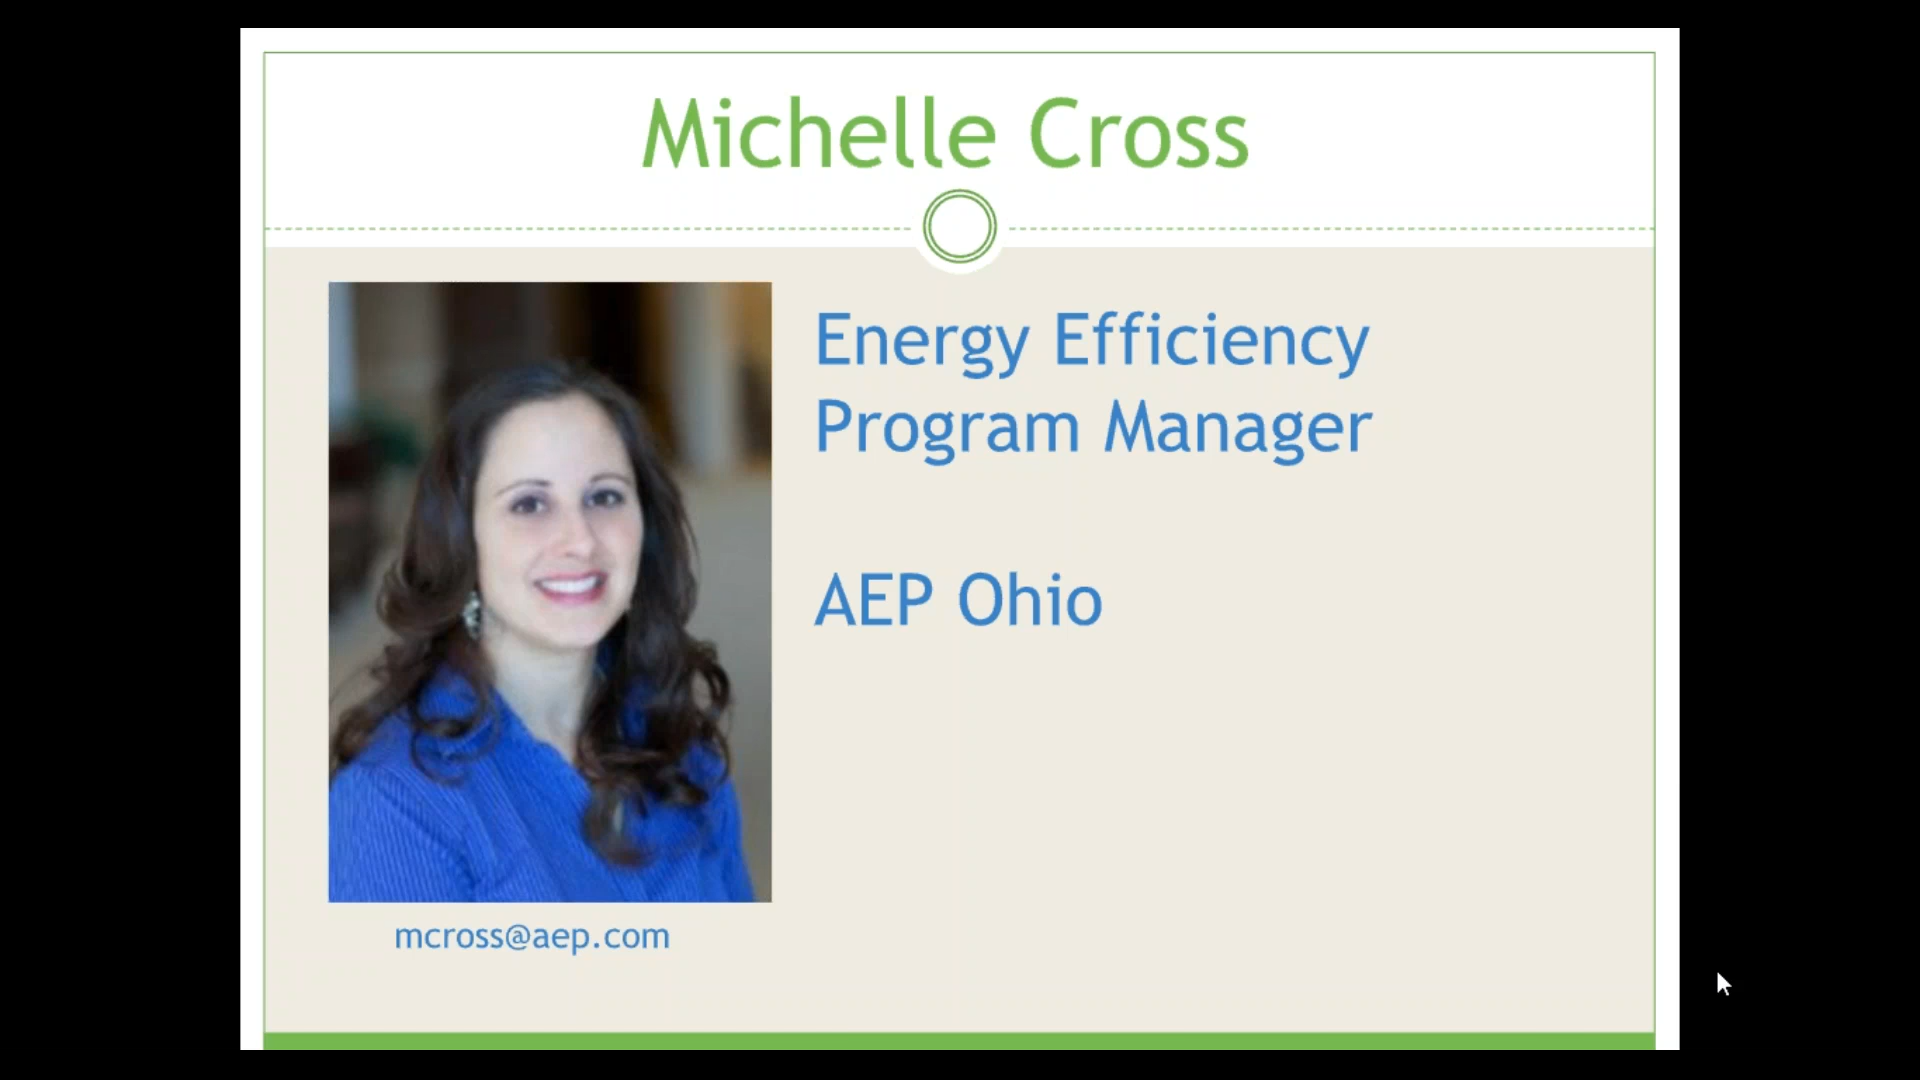 Michelle Cross
Energy Efficiency
Program Manager
AEP Ohio
mcross@aep.com